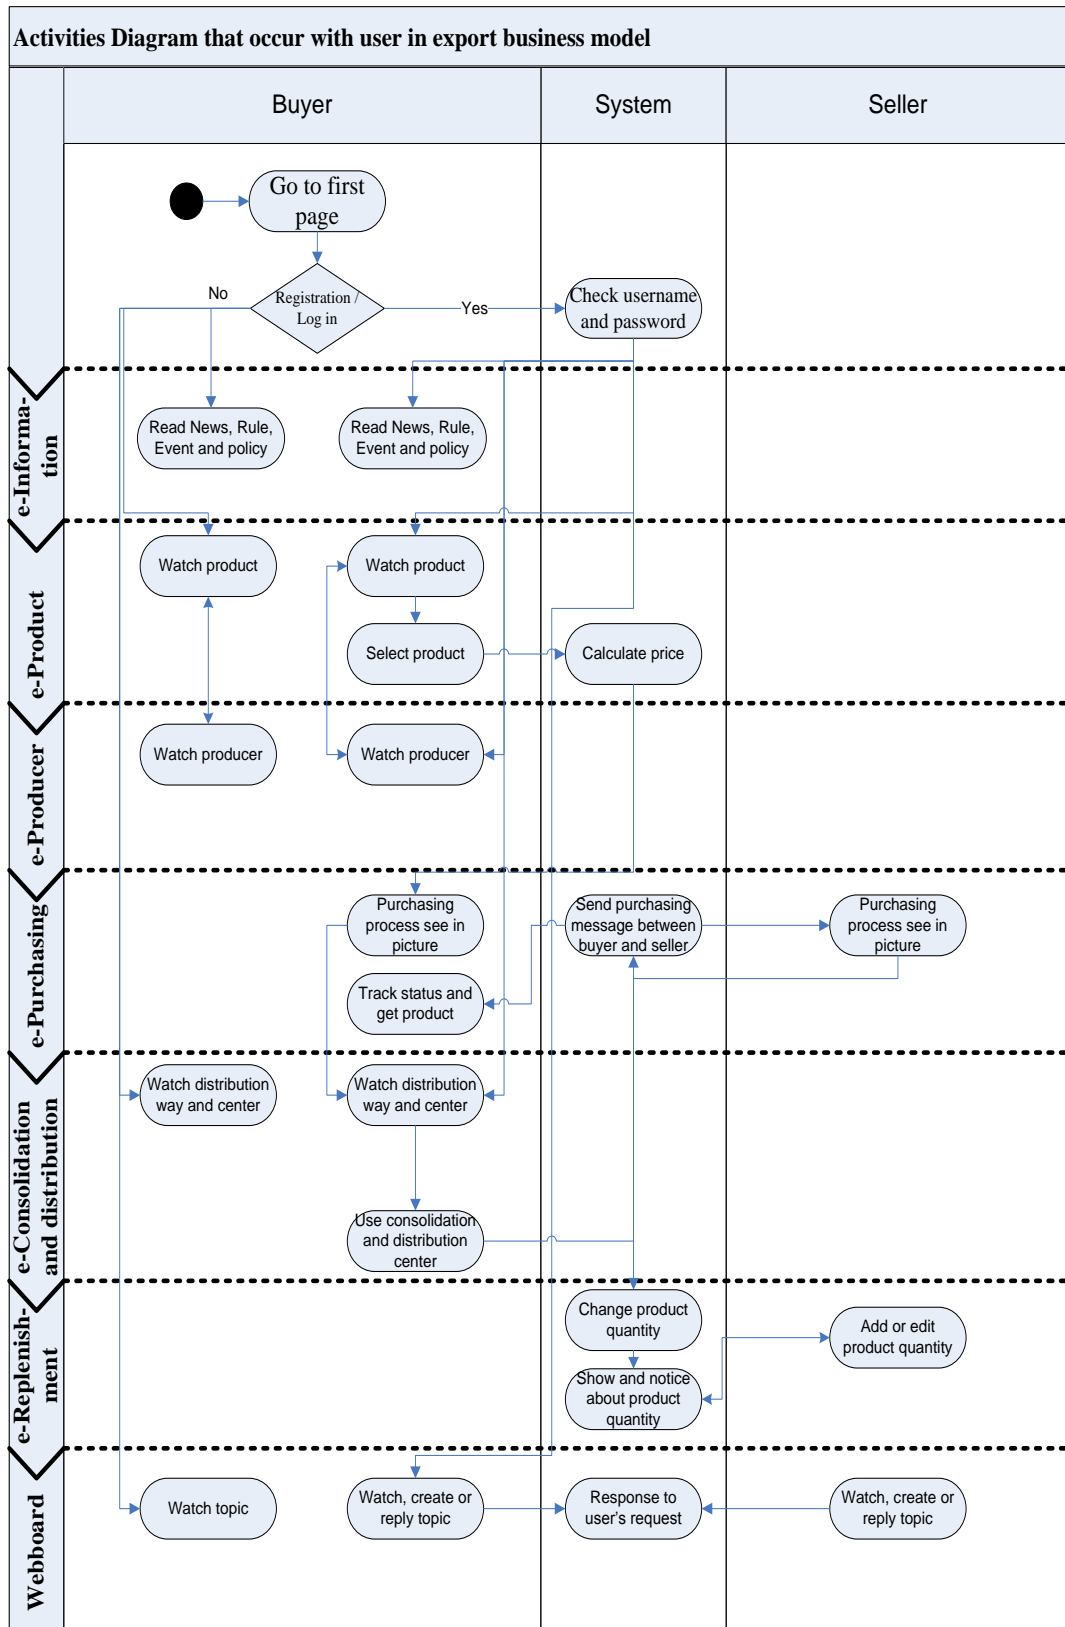 Activities Diagram that occur with user in export business model
Buyer
System
Seller
Go to first
page
No
Registration /
Log in
Yes
Check username
and password
e-Informa-
tion
Read News, Rule,
Event and policy
Read News, Rule,
Event and policy
e-Product
Watch product
Watch product
Select product
Calculate price
e-Producer
Watch producer
Watch producer
e-Purchasing
Purchasing
process see in
picture
Send purchasing
message between
buyer and seller
Purchasing
process see in
picture
Track status and
get product
e-Consolidation
and distribution
Watch distribution
way and center
Watch distribution
way and center
Use consolidation
and distribution
center
e-Replenish-
ment
Change product
quantity
Add or edit
product quantity
Show and notice
about product
quantity
Webboard
Watch topic
Watch, create or
reply topic
Response to
user's request
Watch, create or
reply topic